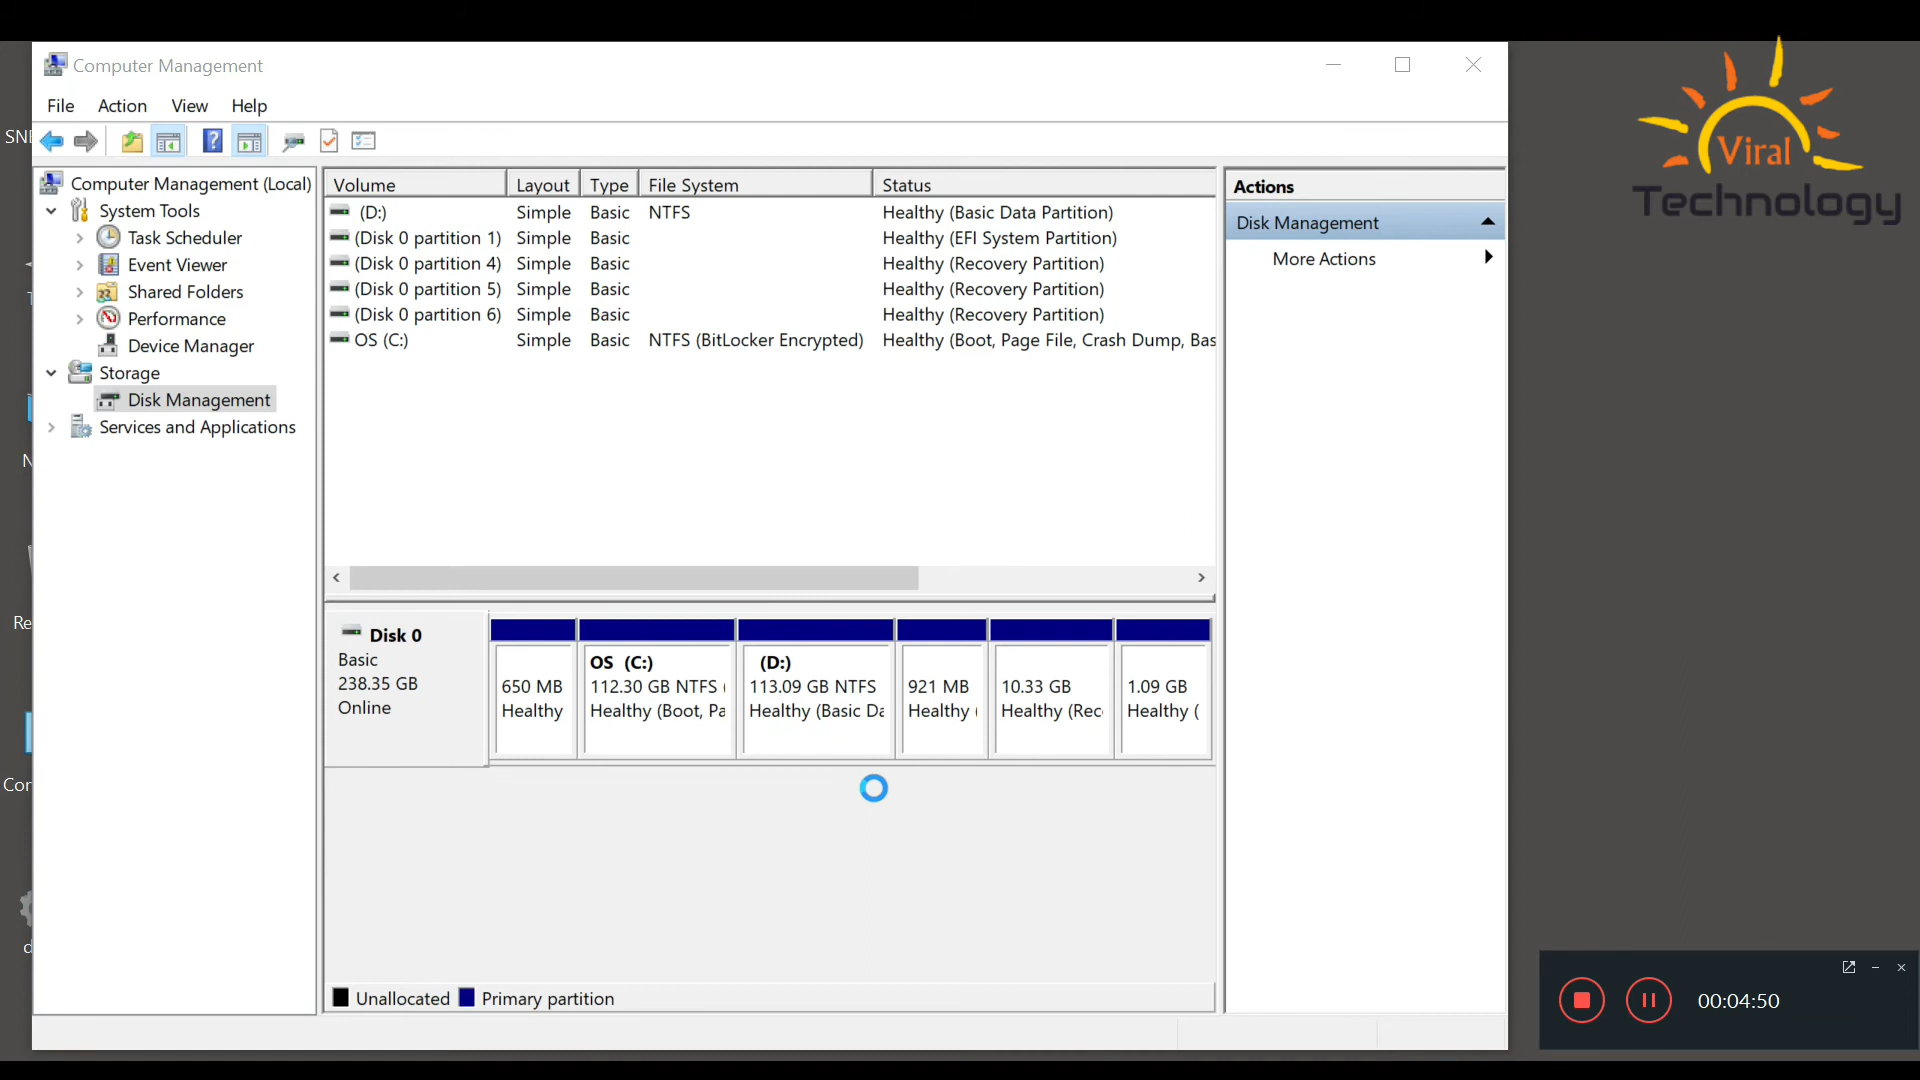 Computer Management
File Action View Help
Viral
Technology
SNE
Computer Management (Local)
System Tools
Task Scheduler
Event Viewer
Shared Folders
Performance
Device Manager
Storage
Disk Management
Services and Applications
Volume Layout Type File System Status
(D:) Simple Basic NTFS Healthy (Basic Data Partition)
(Disk 0 partition 1) Simple Basic Healthy (EFI System Partition)
(Disk 0 partition 4) Simple Basic Healthy (Recovery Partition)
(Disk 0 partition 5) Simple Basic Healthy (Recovery Partition)
(Disk 0 partition 6) Simple Basic Healthy (Recovery Partition)
OS (C:) Simple Basic NTFS (BitLocker Encrypted) Healthy (Boot, Page File, Crash Dump, Bas
Actions
Disk Management
More Actions
N
Re
Cor
d
Disk 0
Basic
238.35 GB
Online
650 MB
Healthy
OS (C:)
112.30 GB NTFS (
Healthy (Boot, Pa
(D:)
113.09 GB NTFS
Healthy (Basic Da
921 MB
Healthy (
10.33 GB
Healthy (Rec
1.09 GB
Healthy (
Unallocated Primary partition
00:04:50